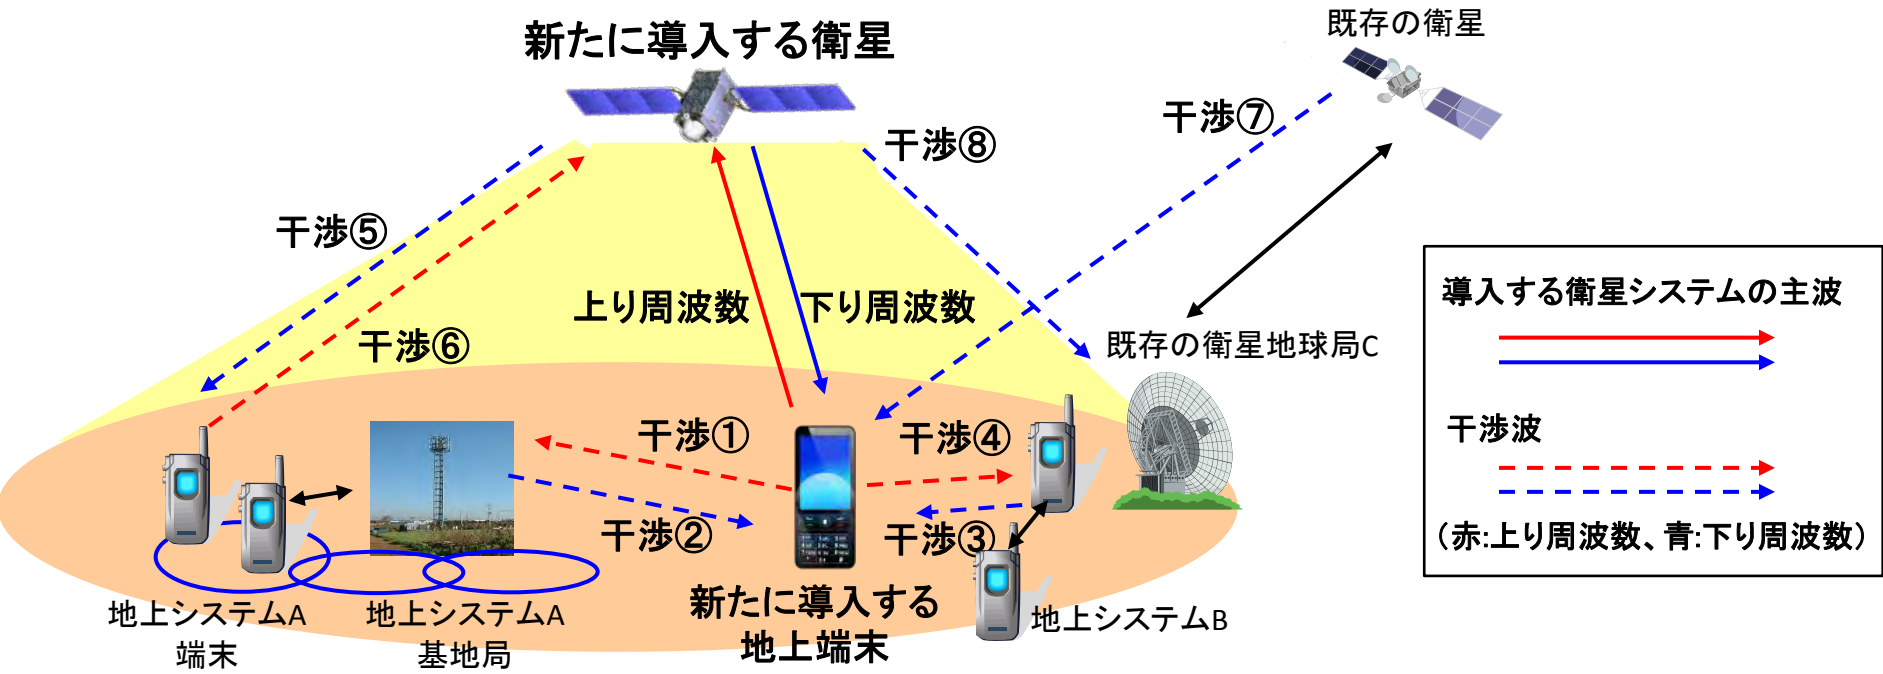 新たに導入する衛星
既存の衛星
干渉⑦
干渉⑧
干渉⑤
上り周波数
下り周波数
干渉⑥
既存の衛星地球局C
干渉①
干渉④
干渉②
干渉③
地上システムA
端末
地上システムA
基地局
新たに導入する
地上端末
地上システムB
導入する衛星システムの主波
干渉波
（赤:上り周波数、青:下り周波数）